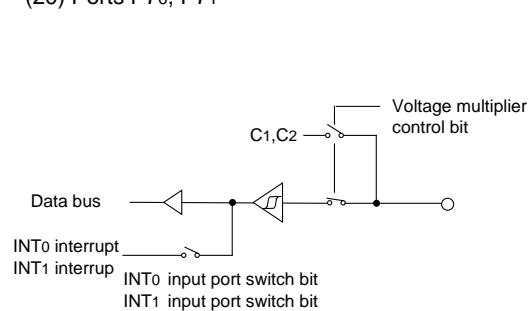 Voltage multiplier
control bit
C1,C2
Data bus
INT0 interrupt
INT1 interrup
INT0 input port switch bit
INT1 input port switch bit